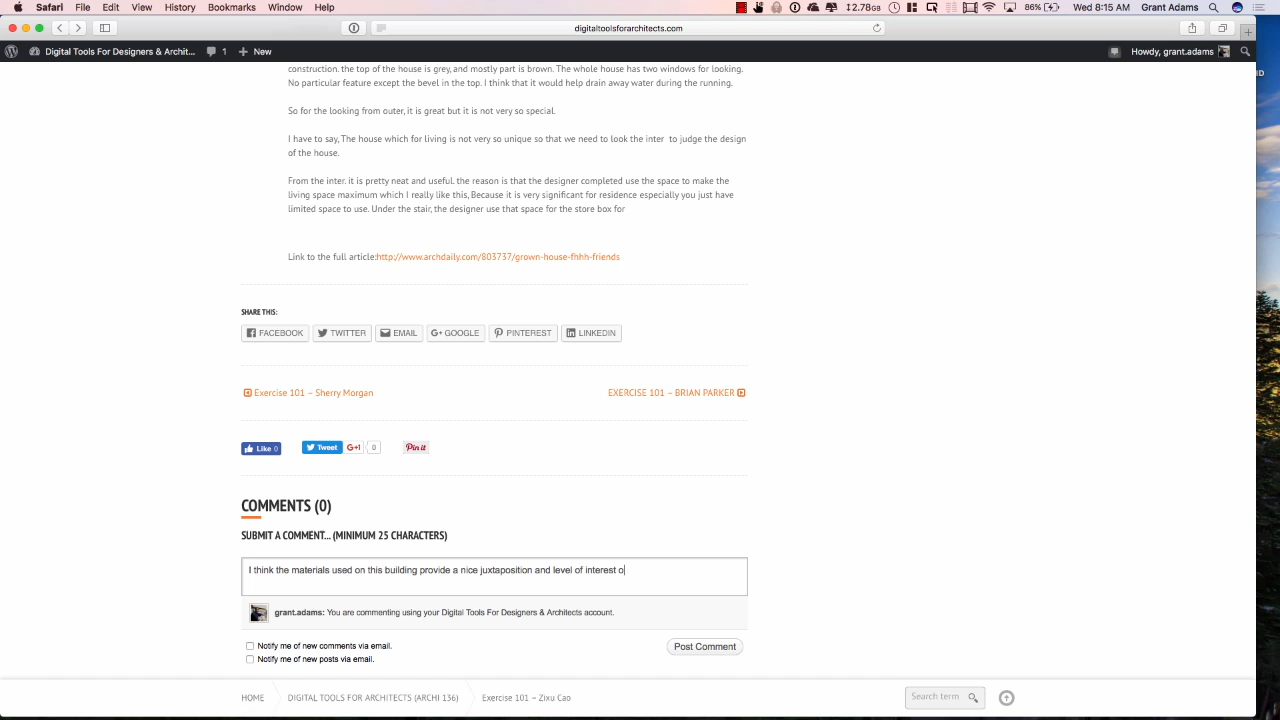 Safari File Edit View History Bookmarks Window Help 2.78GB 86% Wed 8:15 AM Grant Adams
digitaltoolsforarchitects.com
Digital Tools For Designers & Archit... 1 New Howdy, grant.adams
construction. the top of the house is grey, and mostly part is brown. The whole house has two windows for looking.
No particular feature except the bevel in the top. I think that it would help drain away water during the running.
So for the looking from outer, it is great but it is not very so special.
I have to say, The house which for living is not very so unique so that we need to look the inter to judge the design
of the house.
From the inter. it is pretty neat and useful. the reason is that the designer completed use the space to make the
living space maximum which I really like this, Because it is very significant for residence especially you just have
limited space to use. Under the stair, the designer use that space for the store box for
Link to the full article:http://www.archdaily.com/803737/grown-house-fhhh-friends
SHARE THIS:
FACEBOOK TWITTER EMAIL G+ GOOGLE PINTEREST LINKEDIN
Exercise 101 – Sherry Morgan EXERCISE 101 – BRIAN PARKER
Like 0 Tweet G+1 0 Pin it
COMMENTS (0)
SUBMIT A COMMENT... (MINIMUM 25 CHARACTERS)
I think the materials used on this building provide a nice juxtaposition and level of interest o
grant.adams: You are commenting using your Digital Tools For Designers & Architects account.
Notify me of new comments via email. Post Comment
Notify me of new posts via email.
HOME DIGITAL TOOLS FOR ARCHITECTS (ARCHI 136) Exercise 101 – Zixu Cao Search term